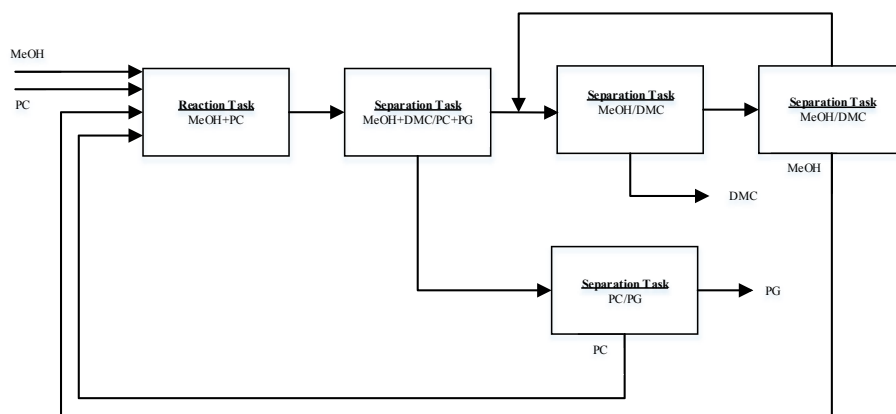 MeOH
PC
Reaction Task
MeOH+PC
Separation Task
MeOH+DMC/PC+PG
Separation Task
MeOH/DMC
Separation Task
MeOH/DMC
MeOH
DMC
Separation Task
PC/PG
PG
PC